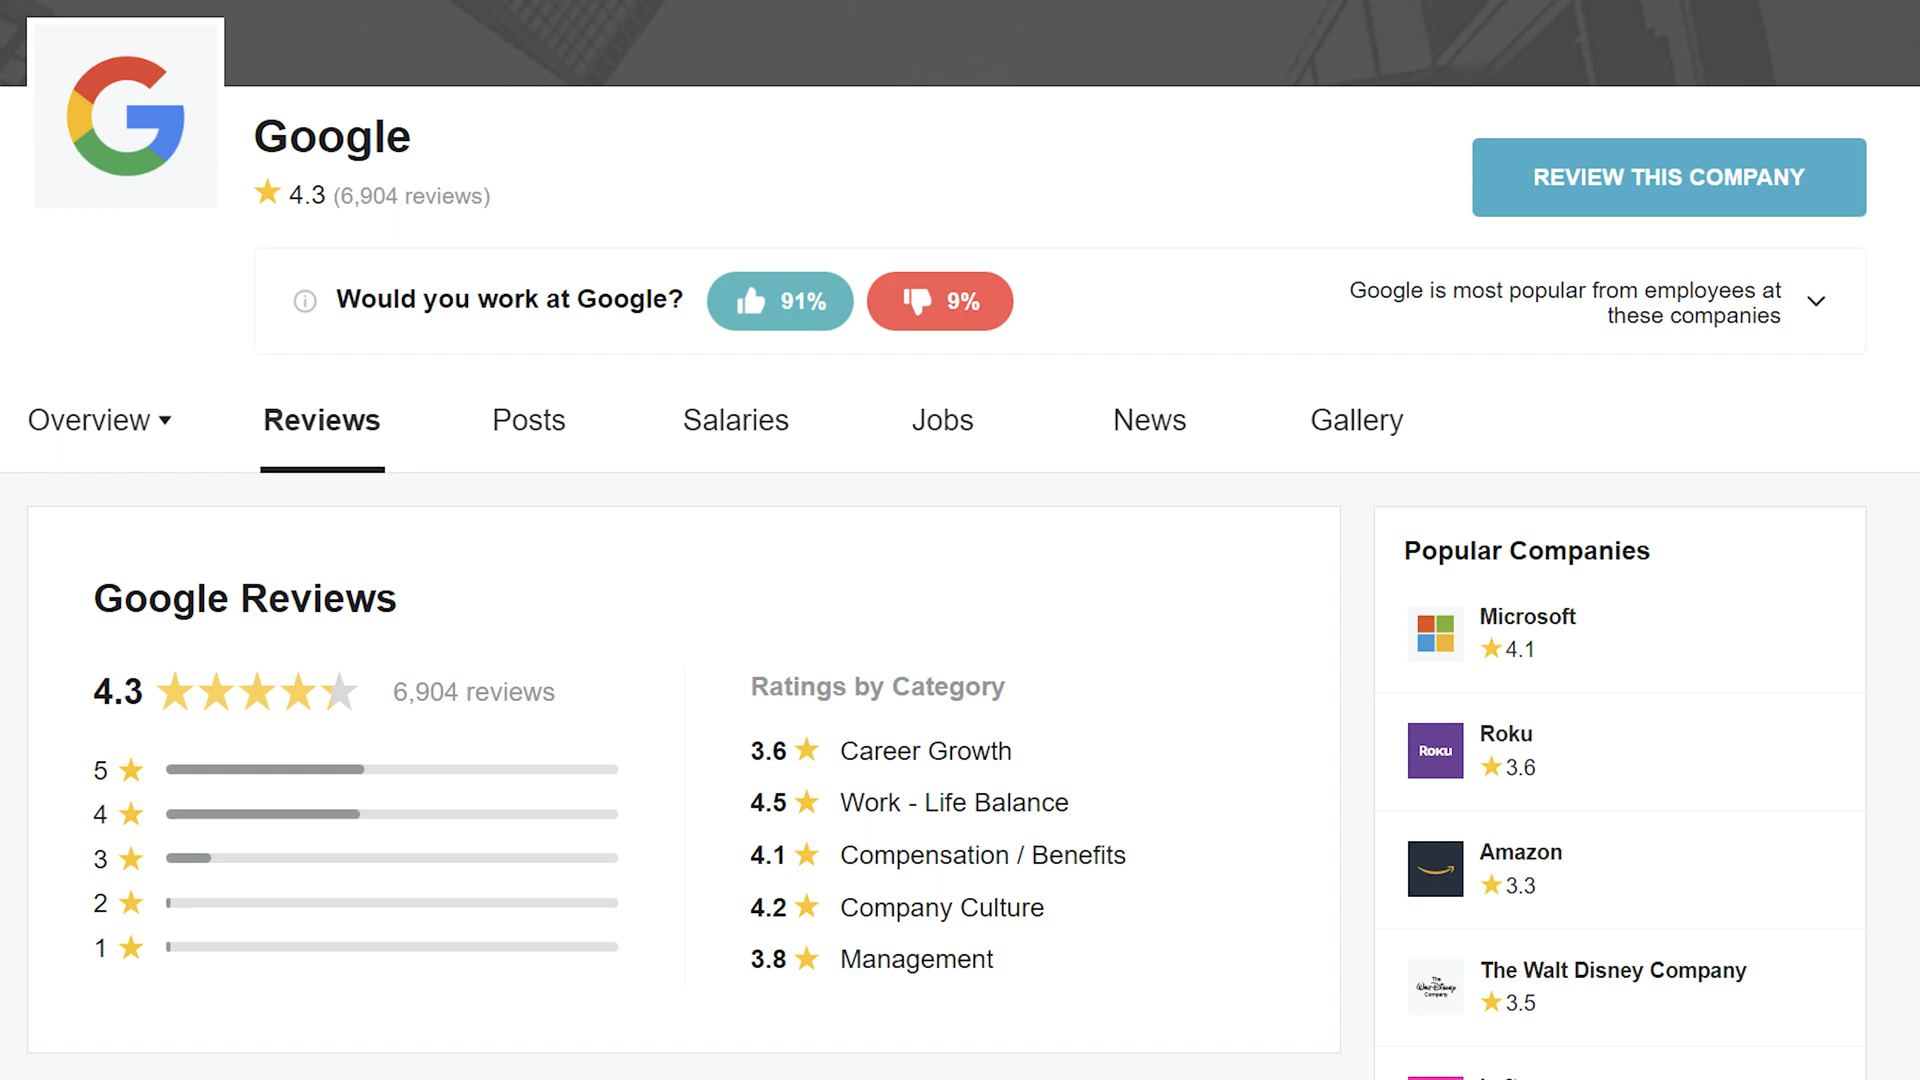 Google
4.3 (6,904 reviews)
REVIEW THIS COMPANY
Would you work at Google?
91%
9%
Google is most popular from employees at
these companies
Overview
Reviews
Posts
Salaries
Jobs
News
Gallery
Google Reviews
4.3
6,904 reviews
5
4
3
2
1
Ratings by Category
3.6 Career Growth
4.5 Work - Life Balance
4.1 Compensation / Benefits
4.2 Company Culture
3.8 Management
Popular Companies
Microsoft
4.1
ROKU
Roku
3.6
Amazon
3.3
The
Walt Disney
Company
The Walt Disney Company
3.5